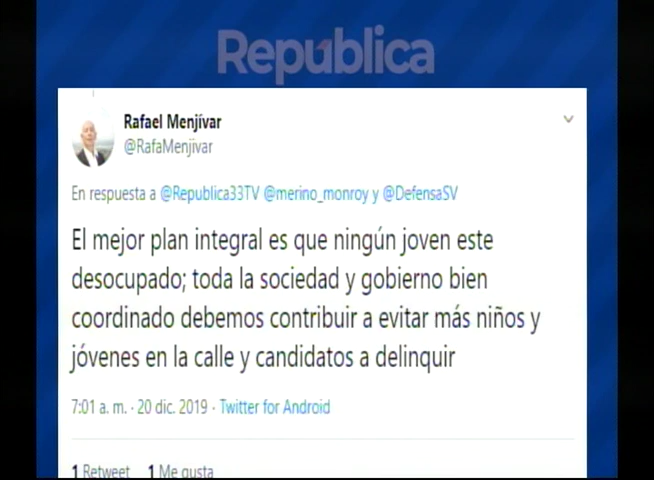 República
Rafael Menjívar
@RafaMenjivar
En respuesta a @Republica33TV @merino_monroy y @DefensaSV
El mejor plan integral es que ningún joven este
desocupado; toda la sociedad y gobierno bien
coordinado debemos contribuir a evitar más niños y
jóvenes en la calle y candidatos a delinquir
7:01 a. m. · 20 dic. 2019 · Twitter for Android
1 Retweet 1 Me gusta